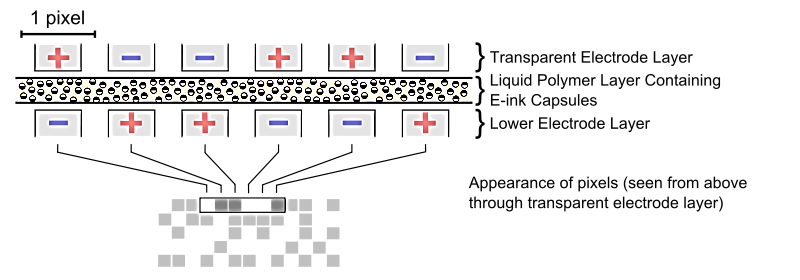 1 pixel
+ − − + + −
Transparent Electrode Layer
Liquid Polymer Layer Containing
E-ink Capsules
− + + − − +
Lower Electrode Layer
Appearance of pixels (seen from above
through transparent electrode layer)